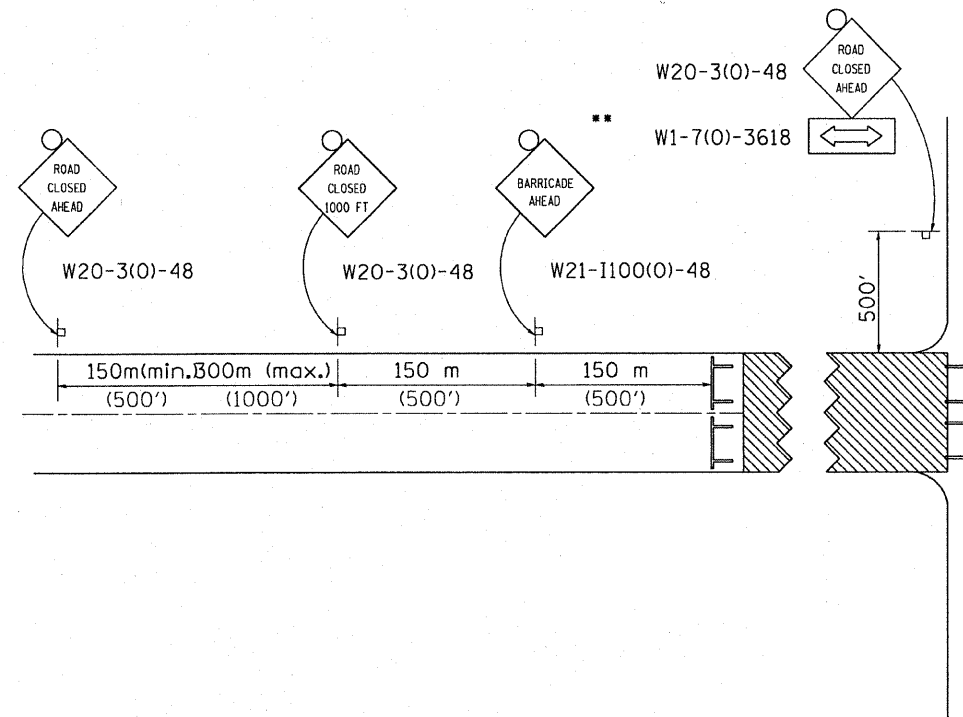 W20-3(O)-48
ROAD
CLOSED
AHEAD
**
W1-7(O)-3618
ROAD
CLOSED
AHEAD
ROAD
CLOSED
1000 FT
BARRICADE
AHEAD
W20-3(O)-48
W20-3(O)-48
W21-I100(O)-48
500'
150m(min.)300m (max.)
150 m
150 m
(500')
(1000')
(500')
(500')